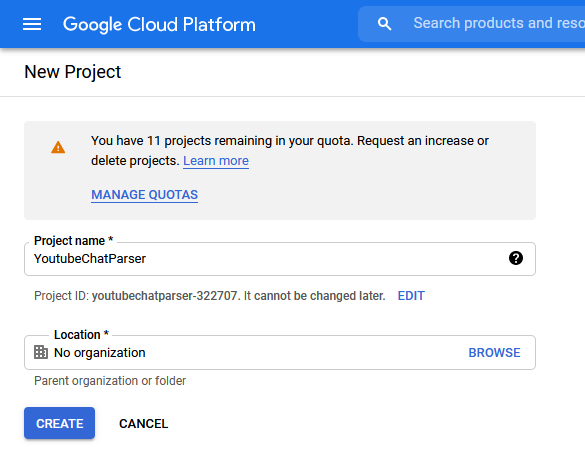 Google Cloud Platform
Search products and reso
New Project
You have 11 projects remaining in your quota. Request an increase or
delete projects. Learn more
MANAGE QUOTAS
Project name *
YoutubeChatParser
Project ID: youtubechatparser-322707. It cannot be changed later. EDIT
Location *
No organization BROWSE
Parent organization or folder
CREATE CANCEL